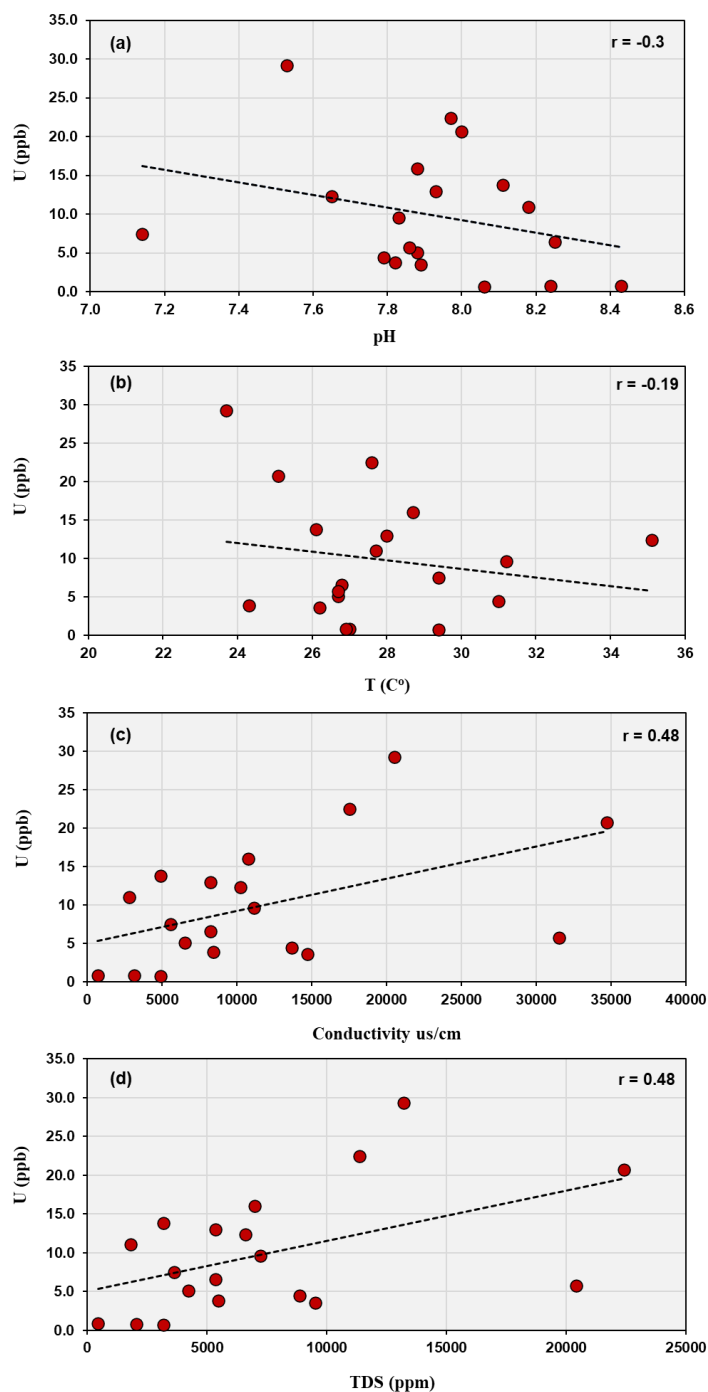 (a)
r = -0.3
35.0
30.0
25.0
20.0
15.0
10.0
5.0
0.0
U (ppb)
7.0 7.2 7.4 7.6 7.8 8.0 8.2 8.4 8.6
pH
(b)
r = -0.19
35
30
25
20
15
10
5
0
U (ppb)
20 22 24 26 28 30 32 34 36
T (Cº)
(c)
r = 0.48
35
30
25
20
15
10
5
0
U (ppb)
0 5000 10000 15000 20000 25000 30000 35000 40000
Conductivity us/cm
(d)
r = 0.48
35.0
30.0
25.0
20.0
15.0
10.0
5.0
0.0
U (ppb)
0 5000 10000 15000 20000 25000
TDS (ppm)